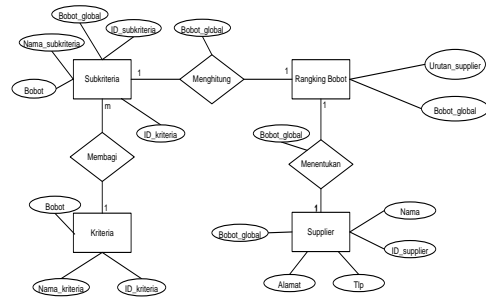 Bobot_global
ID_subkriteria
Bobot_global
Nama_subkriteria
Urutan_supplier
Subkriteria
1
Menghitung
1
Rangking Bobot
Bobot
m
1
Bobot_global
ID_kriteria
Bobot_global
Membagi
Menentukan
Bobot
1
1
Nama
Bobot_global
Kriteria
Supplier
ID_supplier
Nama_kriteria
ID_kriteria
Alamat
Tlp